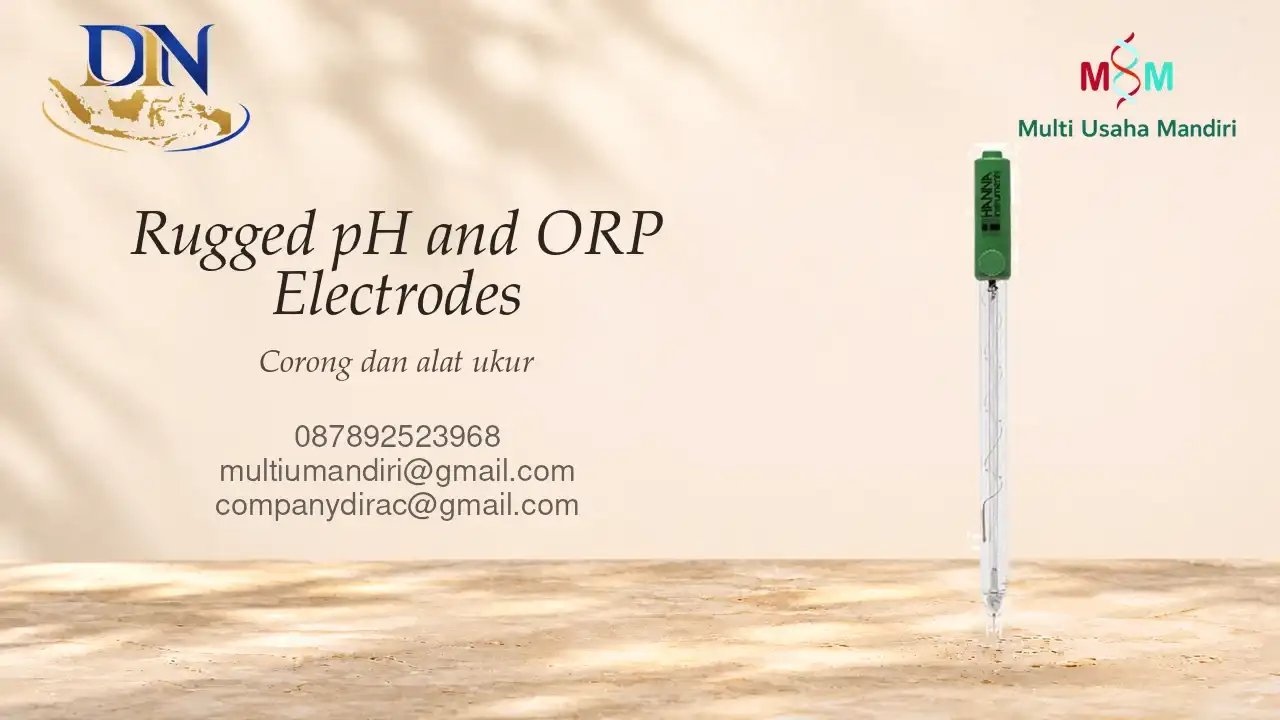 DN
M M
Multi Usaha Mandiri
HANNA
instruments
Rugged pH and ORP
Electrodes
Corong dan alat ukur
087892523968
multiumandiri@gmail.com
companydirac@gmail.com